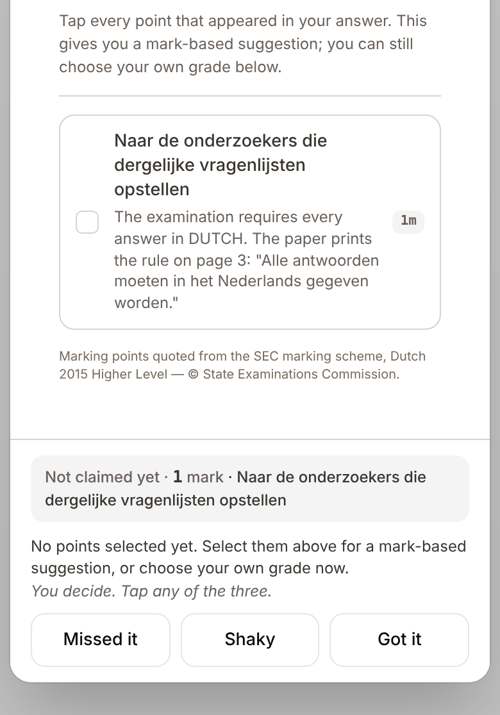 Tap every point that appeared in your answer. This
gives you a mark-based suggestion; you can still
choose your own grade below.
Naar de onderzoekers die
dergelijke vragenlijsten
opstellen
1m
The examination requires every
answer in DUTCH. The paper prints
the rule on page 3: "Alle antwoorden
moeten in het Nederlands gegeven
worden."
Marking points quoted from the SEC marking scheme, Dutch
2015 Higher Level — © State Examinations Commission.
Not claimed yet · 1 mark · Naar de onderzoekers die
dergelijke vragenlijsten opstellen
No points selected yet. Select them above for a mark-based
suggestion, or choose your own grade now.
You decide. Tap any of the three.
Missed it
Shaky
Got it